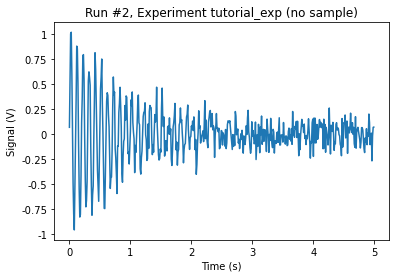 Run #2, Experiment tutorial_exp (no sample)
1
0.75
0.5
0.25
0
-0.25
-0.5
-0.75
-1
Signal (V)
0 1 2 3 4 5
Time (s)